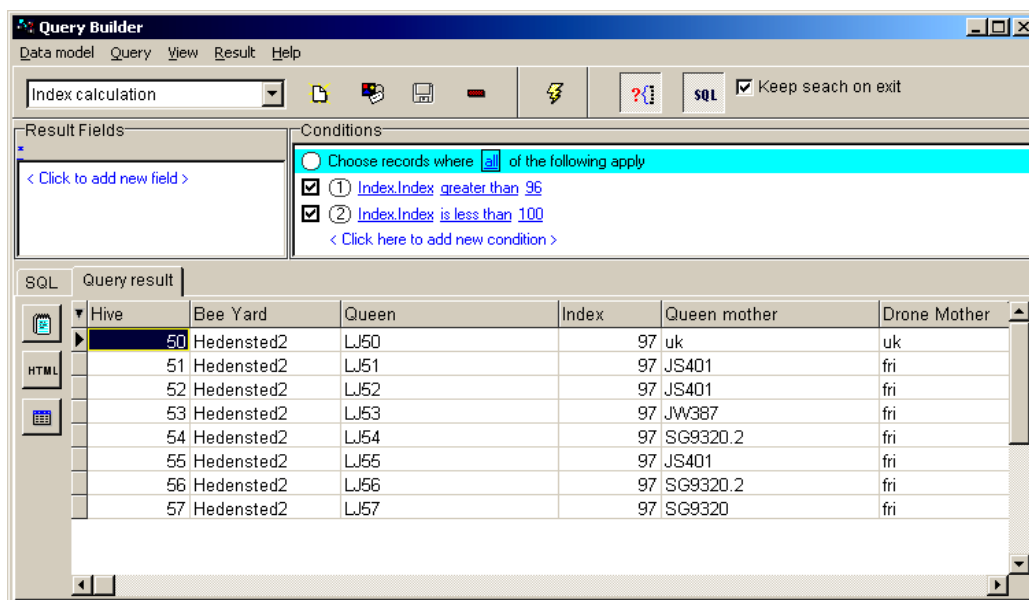 Query Builder
Data model Query View Result Help
Index calculation
?{
SQL
Keep seach on exit
Result Fields
*
< Click to add new field >
Conditions
Choose records where all of the following apply
1 Index.Index greater than 96
2 Index.Index is less than 100
< Click here to add new condition >
SQL Query result
HTML
Hive Bee Yard Queen Index Queen mother Drone Mother
50 Hedensted2 LJ50 97 uk uk
51 Hedensted2 LJ51 97 JS401 fri
52 Hedensted2 LJ52 97 JS401 fri
53 Hedensted2 LJ53 97 JW387 fri
54 Hedensted2 LJ54 97 SG9320.2 fri
55 Hedensted2 LJ55 97 JS401 fri
56 Hedensted2 LJ56 97 SG9320.2 fri
57 Hedensted2 LJ57 97 SG9320 fri